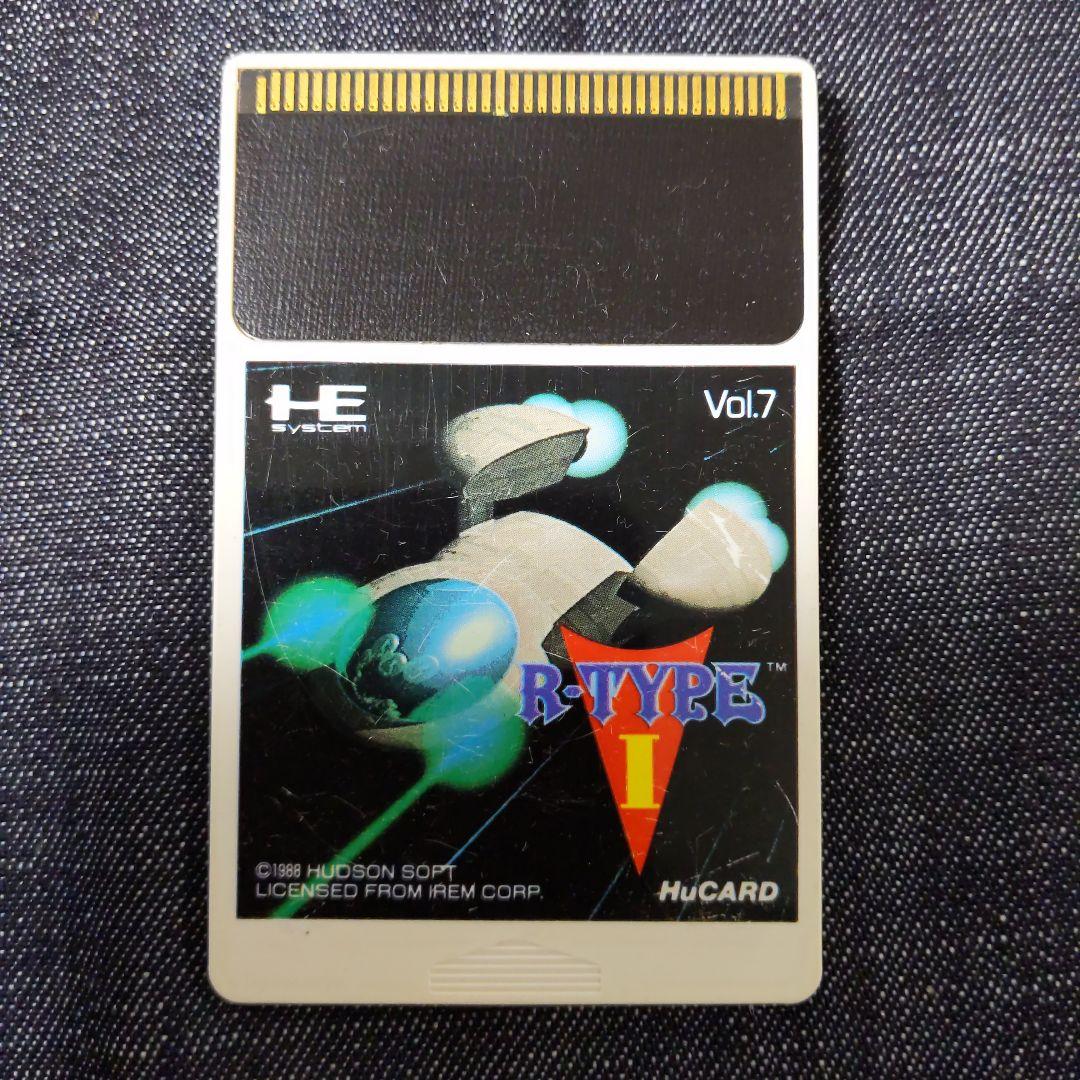 HE
system
Vol.7
R-TYPE™
I
©1988 HUDSON SOFT
LICENSED FROM IREM CORP.
HuCARD